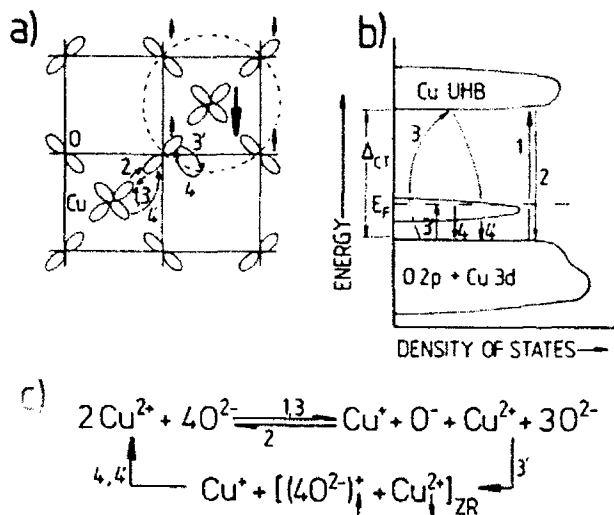 a)
O
Cu
2
1,3
4'
3'
4
b)
Cu UHB
ENERGY
Δ_CT
E_F
3
1
2
3'
4
4'
O 2p + Cu 3d
DENSITY OF STATES
c)
2Cu²⁺ + 4O²⁻ ⇌ Cu⁺ + O⁻ + Cu²⁺ + 3O²⁻
1,3
2
4, 4'
3'
Cu⁺ + [(4O²⁻)⁺↑ + Cu²⁺↓]_ZR